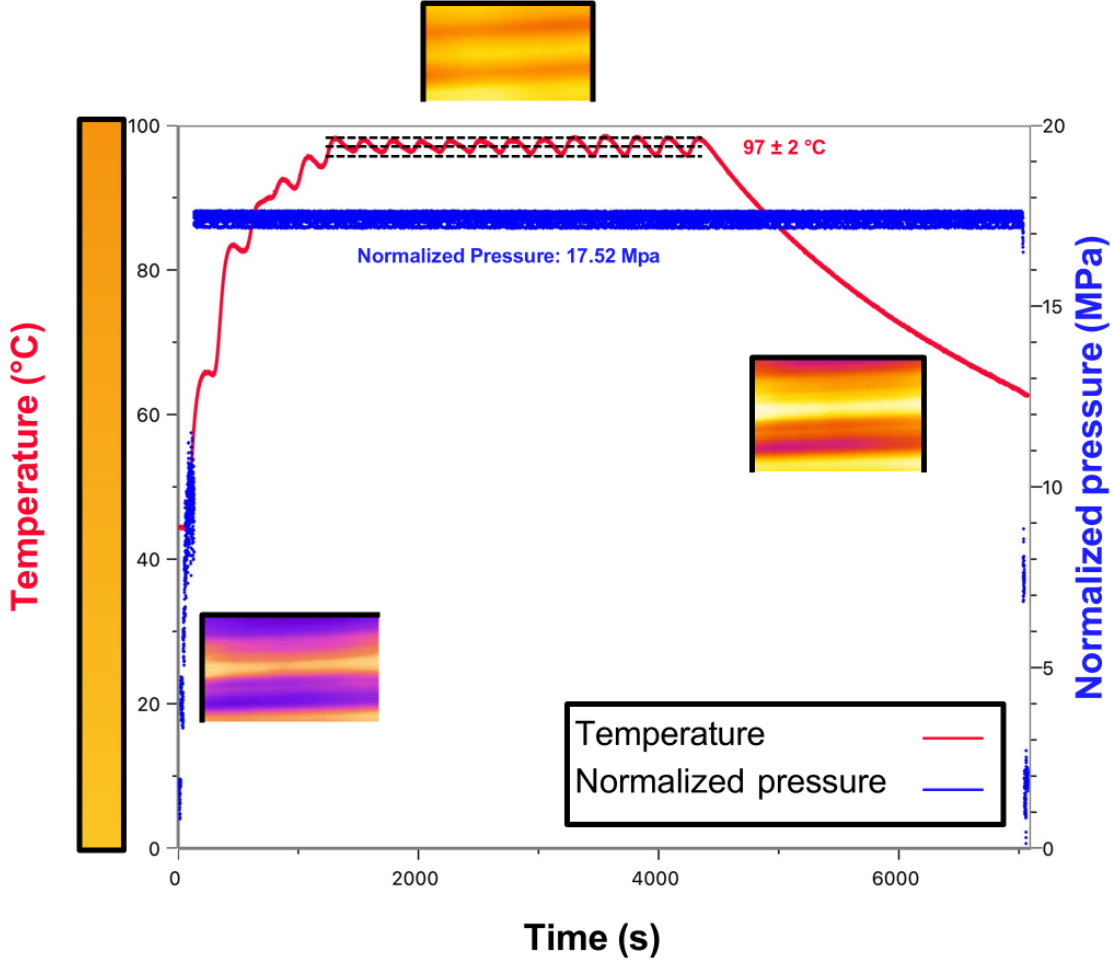 100
20
97 ± 2 °C
Normalized Pressure: 17.52 Mpa
80
15
60
10
40
5
20
0
0
Temperature (°C)
Normalized pressure (MPa)
Temperature
Normalized pressure
0
2000
4000
6000
Time (s)